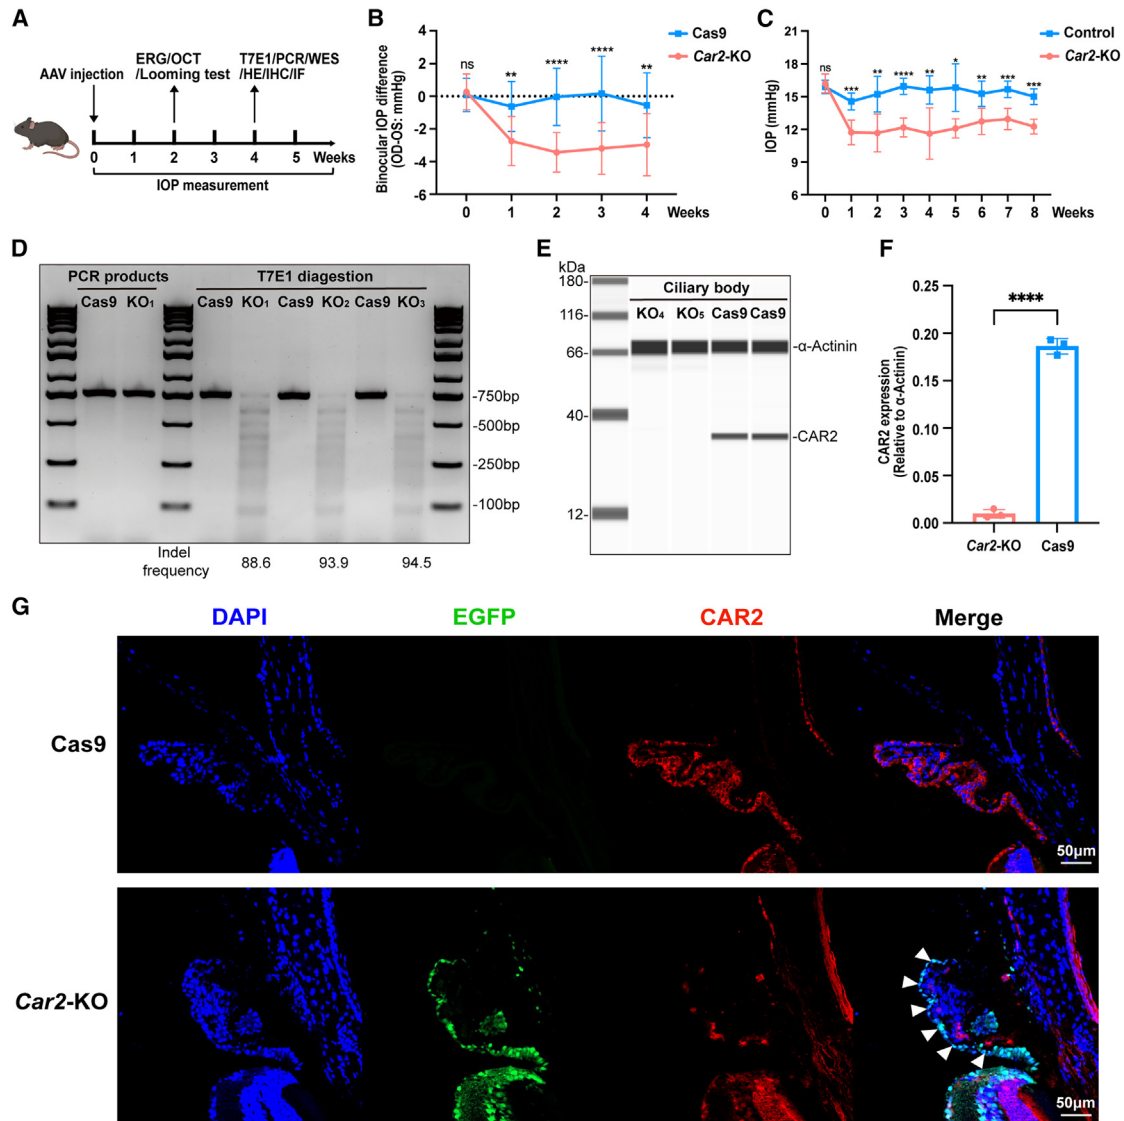 A
AAV injection
ERG/OCT
/Looming test
T7E1/PCR/WES
/HE/IHC/IF
0 1 2 3 4 5 Weeks
IOP measurement
B
Cas9
Car2-KO
Binocular IOP difference
(OD-OS: mmHg)
4
2
0
-2
-4
-6
ns ** **** **** **
0 1 2 3 4 Weeks
C
Control
Car2-KO
IOP (mmHg)
21
18
15
12
9
6
ns *** ** **** ** * ** *** ***
0 1 2 3 4 5 6 7 8 Weeks
D
PCR products T7E1 diagestion
Cas9 KO1 Cas9 KO1 Cas9 KO2 Cas9 KO3
-750bp
-500bp
-250bp
-100bp
Indel
frequency
88.6 93.9 94.5
E
kDa
180-
116-
66-
40-
12-
Ciliary body
KO4 KO5 Cas9 Cas9
-α-Actinin
-CAR2
F
CAR2 expression
(Relative to α-Actinin)
0.25
0.20
0.15
0.10
0.05
0.00
****
Car2-KO Cas9
G
DAPI EGFP CAR2 Merge
Cas9
50μm
Car2-KO
50μm